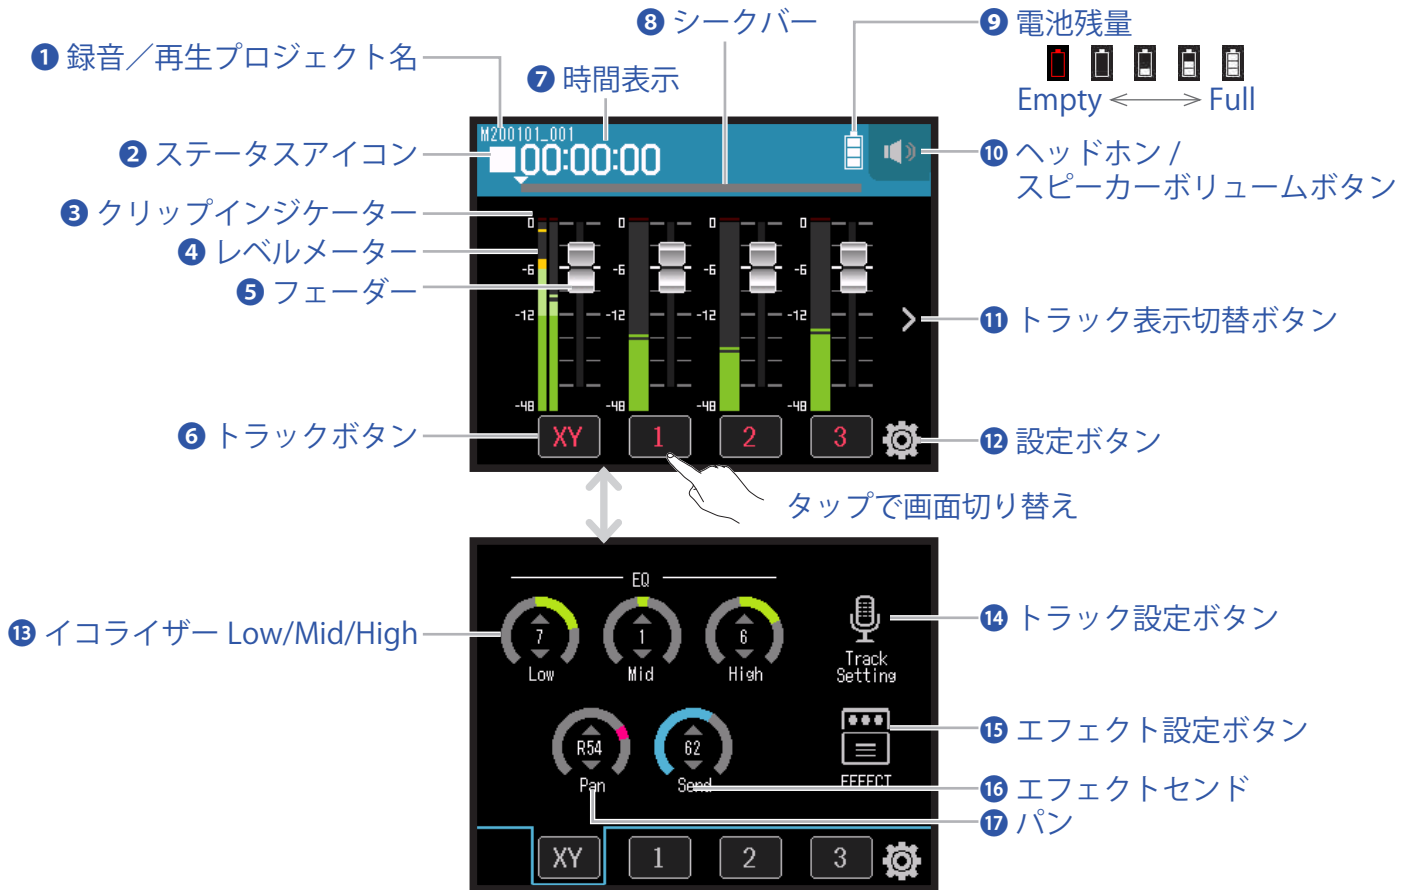 ❽ シークバー
❾ 電池残量
❶ 録音／再生プロジェクト名
❼ 時間表示
Empty Full
M200101_001
❷ ステータスアイコン
00:00:00
❿ ヘッドホン /
スピーカーボリュームボタン
❸ クリップインジケーター
0 0 0 0
❹ レベルメーター
-6 -6 -6 -6
❺ フェーダー
-12 -12 -12 -12
⓫ トラック表示切替ボタン
-48 -48 -48 -48
❻ トラックボタン
XY 1 2 3
⓬ 設定ボタン
タップで画面切り替え
EQ
⓭ イコライザー Low/Mid/High
7 1 6
Low Mid High
⓮ トラック設定ボタン
Track
Setting
⓯ エフェクト設定ボタン
R54 62
Pan Send EFFECT
⓰ エフェクトセンド
⓱ パン
XY 1 2 3